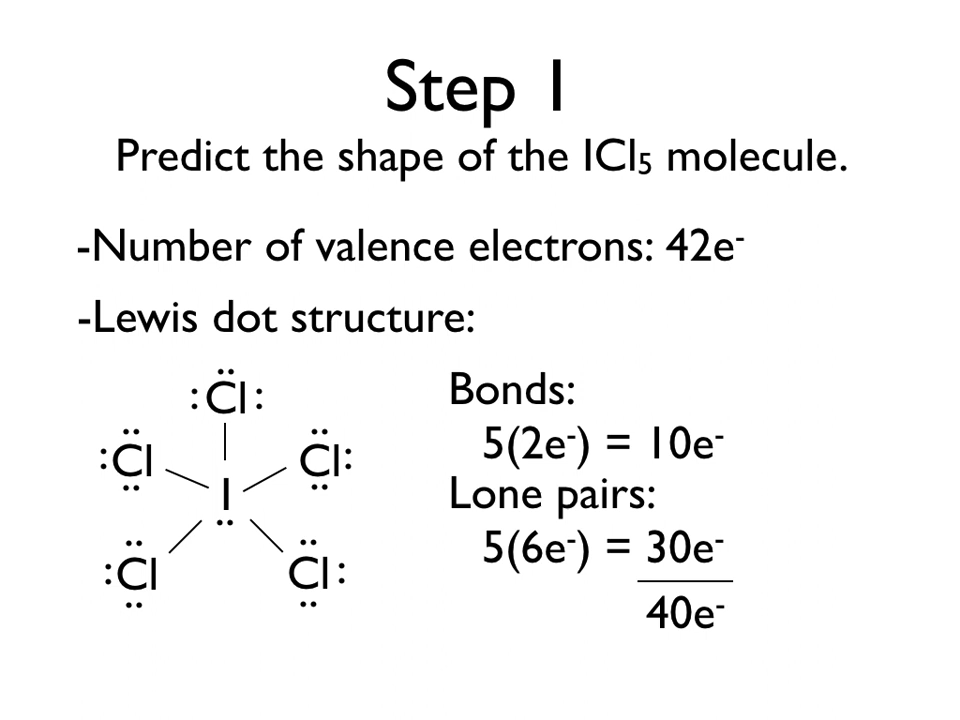 Step 1
Predict the shape of the ICl₅ molecule.
-Number of valence electrons: 42e⁻
-Lewis dot structure:
Cl
Cl
Cl
I
Cl
Cl
Bonds:
5(2e⁻) = 10e⁻
Lone pairs:
5(6e⁻) = 30e⁻
40e⁻